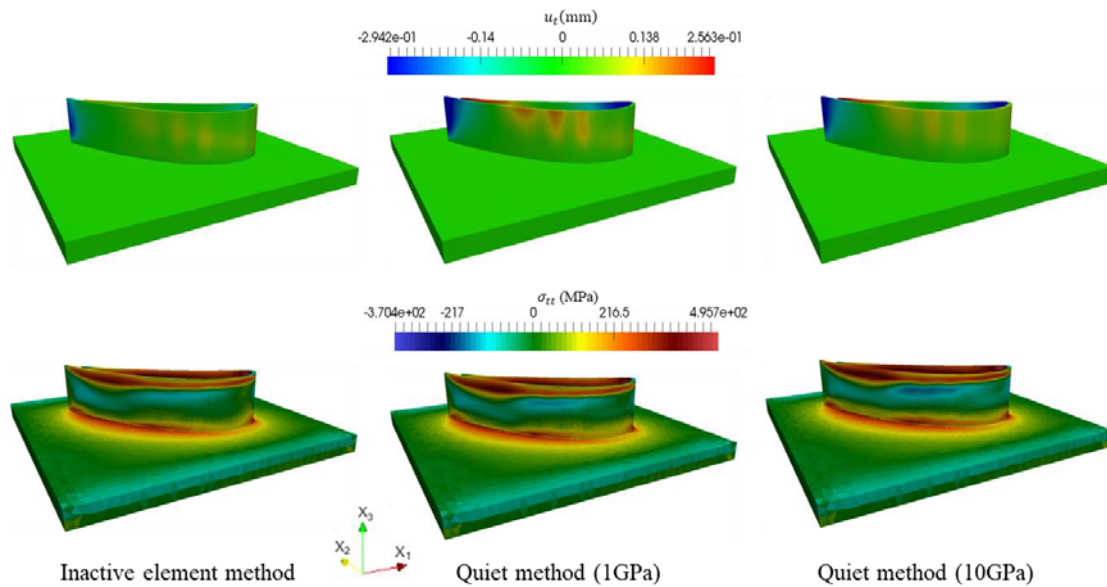 u_t (mm)
-2.942e-01 -0.14 0 0.138 2.563e-01
σ_tt (MPa)
-3.704e+02 -217 0 216.5 4.957e+02
X3
X2 X1
Inactive element method Quiet method (1GPa) Quiet method (10GPa)